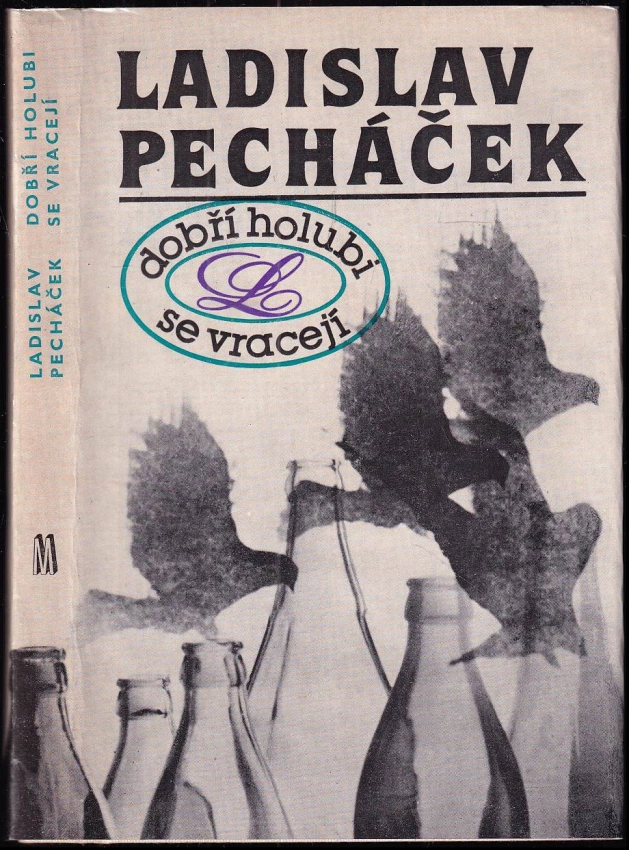 LADISLAV
PECHÁČEK
dobří holubi
L
se vracejí
LADISLAV DOBŘÍ HOLUBI
PECHÁČEK SE VRACEJÍ
M